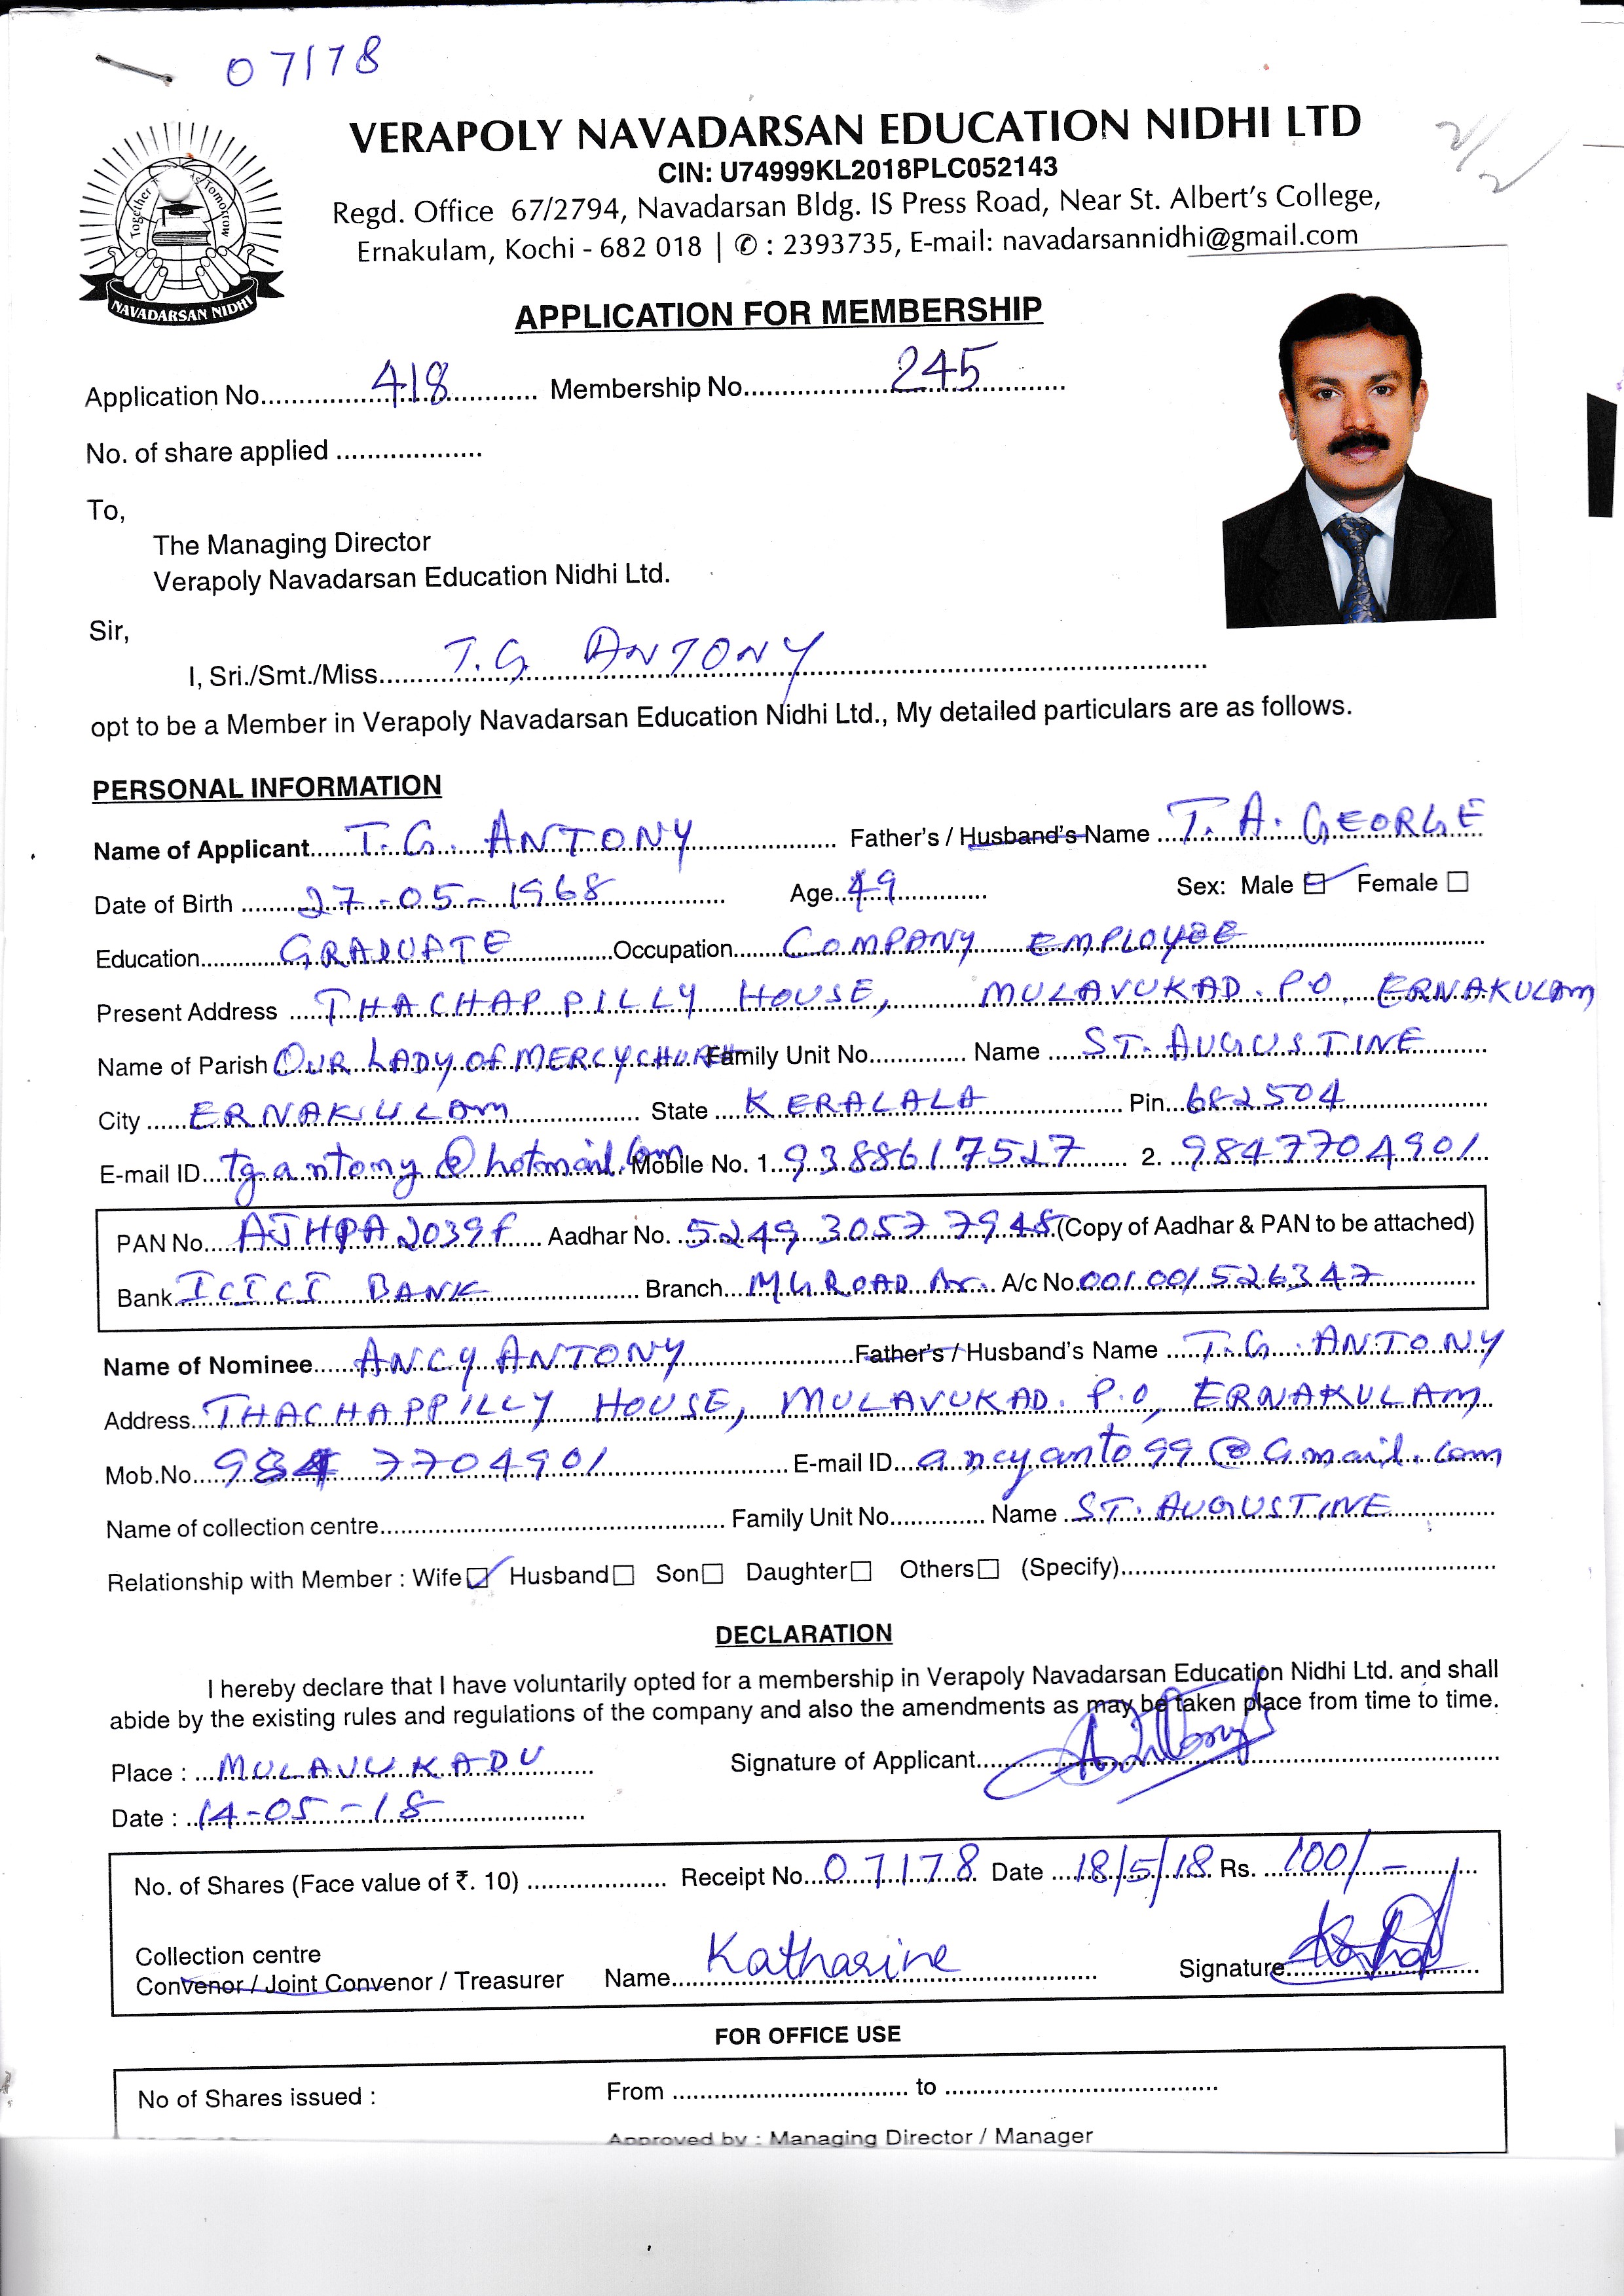 07178
VERAPOLY NAVADARSAN EDUCATION NIDHI LTD
CIN: U74999KL2018PLC052143
Regd. Office 67/2794, Navadarsan Bldg. IS Press Road, Near St. Albert's College,
Ernakulam, Kochi - 682 018 | ✆ : 2393735, E-mail: navadarsannidhi@gmail.com
Together Tomorrow
NAVADARSAN NIDHI
APPLICATION FOR MEMBERSHIP
Application No. 418 Membership No. 245
No. of share applied
To,
The Managing Director
Verapoly Navadarsan Education Nidhi Ltd.
Sir,
I, Sri./Smt./Miss. T.G ANTONY
opt to be a Member in Verapoly Navadarsan Education Nidhi Ltd., My detailed particulars are as follows.
PERSONAL INFORMATION
Name of Applicant T.G. ANTONY Father's / Husband's Name T. A. GEORGE
Date of Birth 27-05-1968 Age 49 Sex: Male ☑ Female ☐
Education GRADUATE Occupation COMPANY EMPLOYEE
Present Address THACHAPPILLY HOUSE, MULAVUKAD. P.O, ERNAKULAM
Name of Parish OUR LADY OF MERCY CHURCH Family Unit No. Name ST. AUGUSTINE
City ERNAKULAM State KERALALA Pin 682504
E-mail ID tgantony@hotmail.com Mobile No. 1. 9388617527 2. 9847704901
PAN No. AJHPA2039f Aadhar No. 5249 3057 7948 (Copy of Aadhar & PAN to be attached)
Bank ICICI BANK Branch MG ROAD A/c No. 001001526347
Name of Nominee ANCY ANTONY Father's / Husband's Name T.G. ANTONY
Address THACHAPPILLY HOUSE, MULAVUKAD. P.O, ERNAKULAM
Mob.No. 984 7704901 E-mail ID ancyanto99@Gmail.com
Name of collection centre Family Unit No. Name ST. AUGUSTINE
Relationship with Member : Wife ☑ Husband ☐ Son ☐ Daughter ☐ Others ☐ (Specify)
DECLARATION
I hereby declare that I have voluntarily opted for a membership in Verapoly Navadarsan Education Nidhi Ltd. and shall
abide by the existing rules and regulations of the company and also the amendments as may be taken place from time to time.
Place : MULAVUKADU Signature of Applicant Antony
Date : 14-05-18
No. of Shares (Face value of ₹. 10) Receipt No. 07178 Date 18/5/18 Rs. 100/-
Collection centre
Convenor / Joint Convenor / Treasurer Name Katharine Signature
FOR OFFICE USE
No of Shares issued : From to
Approved by : Managing Director / Manager